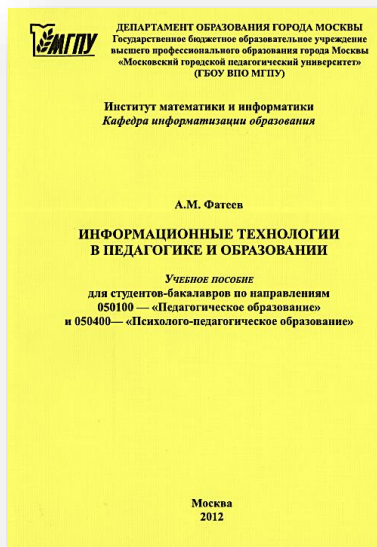 МГПУ
ДЕПАРТАМЕНТ ОБРАЗОВАНИЯ ГОРОДА МОСКВЫ
Государственное бюджетное образовательное учреждение
высшего профессионального образования города Москвы
«Московский городской педагогический университет»
(ГБОУ ВПО МГПУ)
Институт математики и информатики
Кафедра информатизации образования
А.М. Фатеев
ИНФОРМАЦИОННЫЕ ТЕХНОЛОГИИ
В ПЕДАГОГИКЕ И ОБРАЗОВАНИИ
УЧЕБНОЕ ПОСОБИЕ
для студентов-бакалавров по направлениям
050100 — «Педагогическое образование»
и 050400— «Психолого-педагогическое образование»
Москва
2012